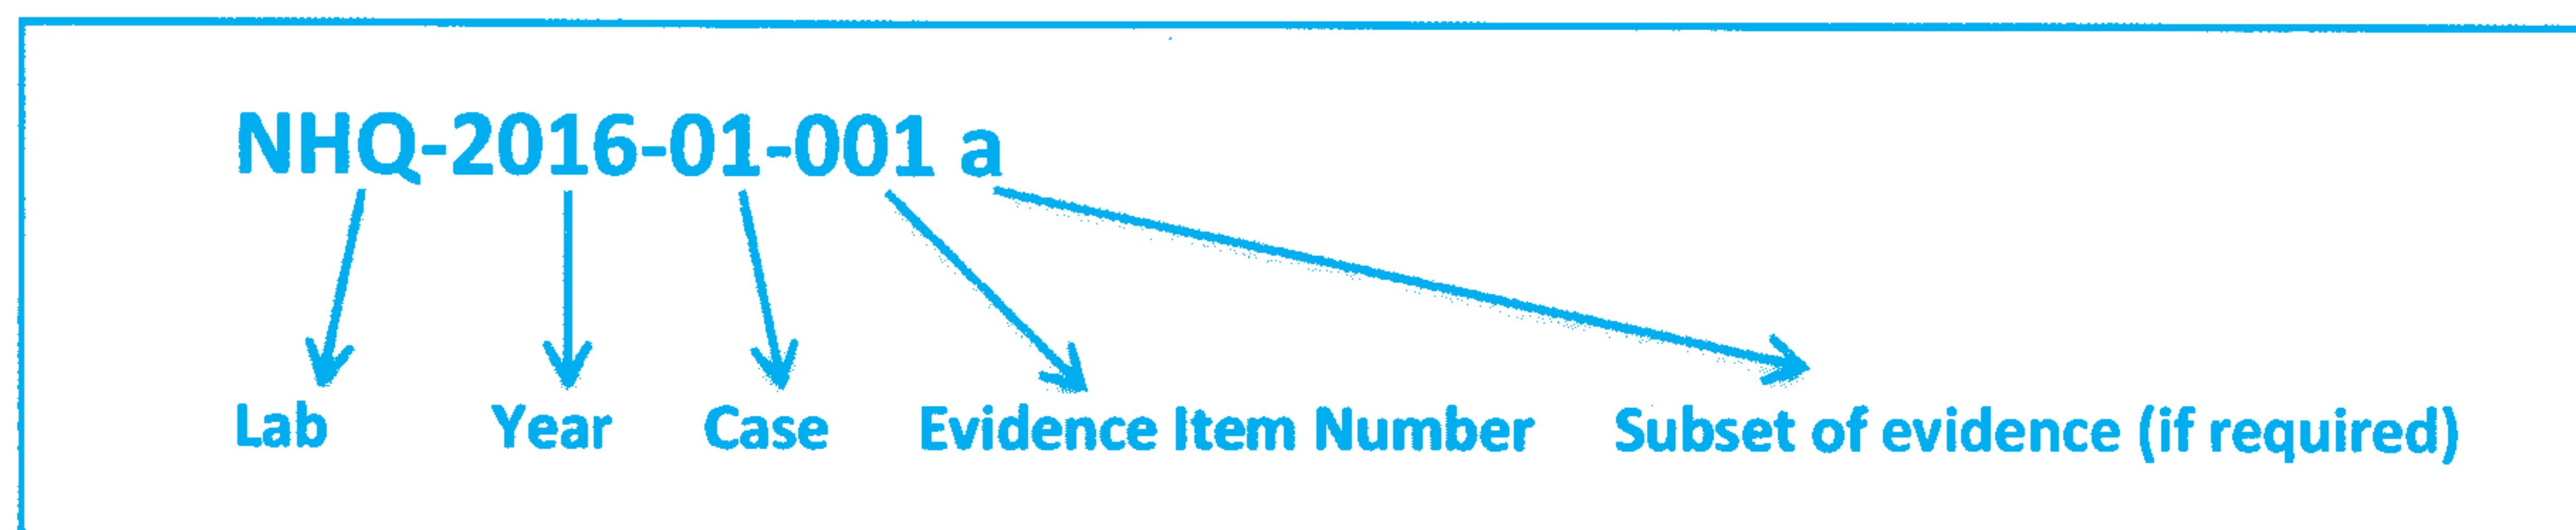 NHQ-2016-01-001 a
Lab Year Case Evidence Item Number Subset of evidence (if required)